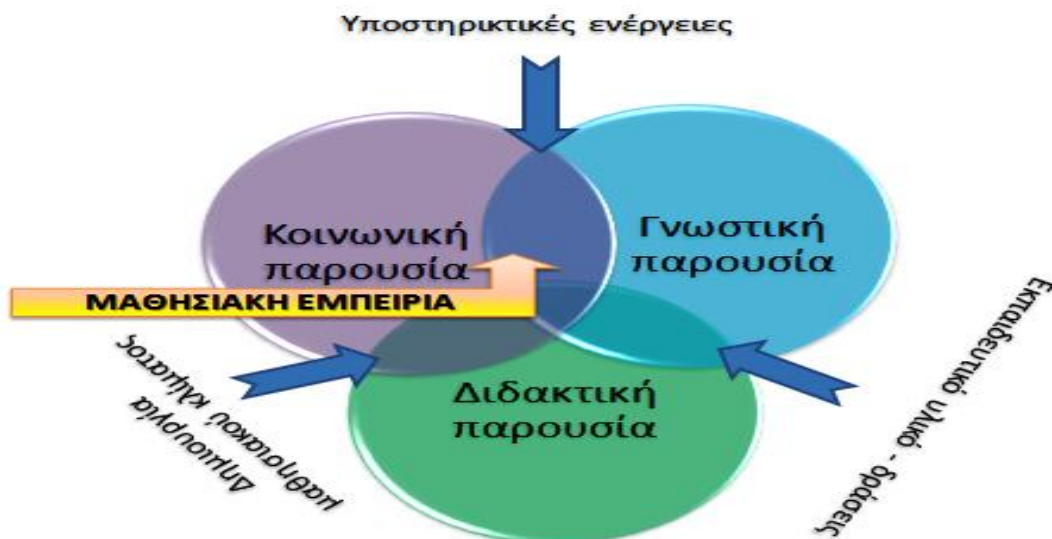 Υποστηρικτικές ενέργειες
Κοινωνική
παρουσία
Γνωστική
παρουσία
ΜΑΘΗΣΙΑΚΗ ΕΜΠΕΙΡΙΑ
Διδακτική
παρουσία
Δημιουργία
μαθησιακού κλίματος
Εκπαιδευτικό υλικό - δράσεις